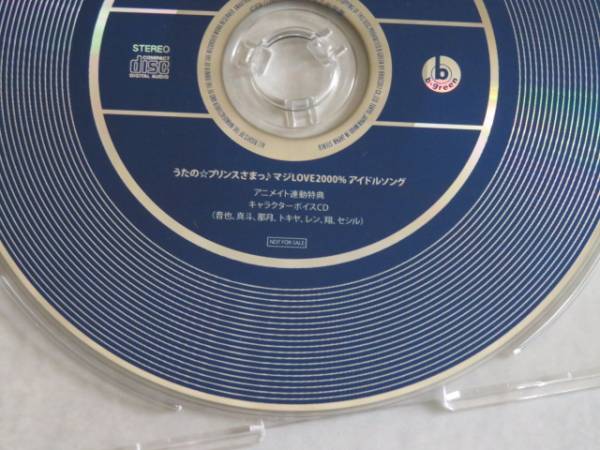 STEREO
COMPACT
disc
DIGITAL AUDIO
b
b-green
うたの☆プリンスさまっ♪マジLOVE2000% アイドルソング
アニメイト連動特典
キャラクターボイスCD
(音也、真斗、那月、トキヤ、レン、翔、セシル)
NOT FOR SALE